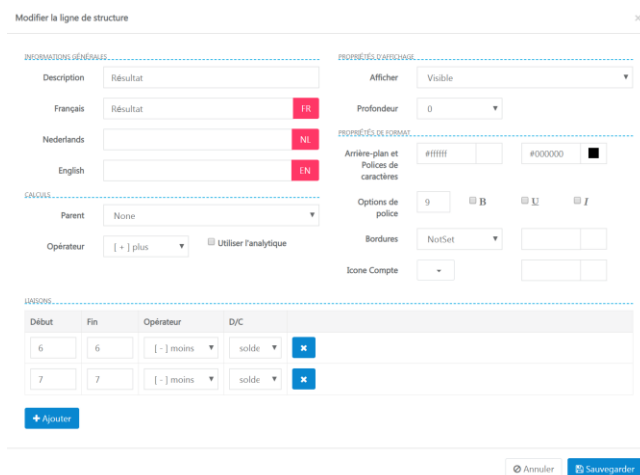 Modifier la ligne de structure ×
INFORMATIONS GÉNÉRALES
Description Résultat
Français Résultat FR
Nederlands NL
English EN
CALCULS
Parent None
Opérateur [ + ] plus Utiliser l'analytique
PROPRIÉTÉS D'AFFICHAGE
Afficher Visible
Profondeur 0
PROPRIÉTÉS DE FORMAT
Arrière-plan et Polices de caractères #ffffff #000000
Options de police 9 B U I
Bordures NotSet
Icone Compte
LIAISONS
Début Fin Opérateur D/C
6 6 [ - ] moins solde
7 7 [ - ] moins solde
+ Ajouter
Annuler Sauvegarder